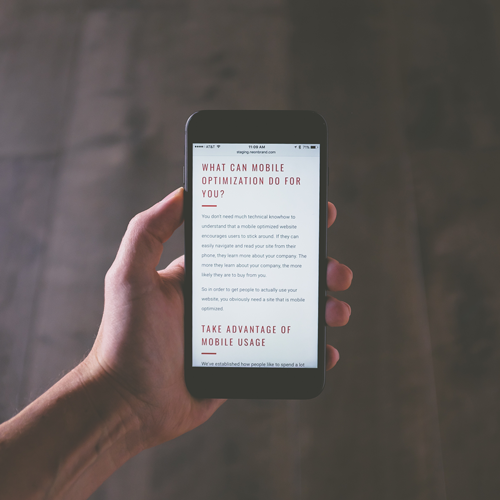 AT&T 11:09 AM 71%
staging.neonbrand.com
WHAT CAN MOBILE
OPTIMIZATION DO FOR
YOU?
You don't need much technical knowhow to
understand that a mobile optimized website
encourages users to stick around. If they can
easily navigate and read your site from their
phone, they learn more about your company. The
more they learn about your company, the more
likely they are to buy from you.
So in order to get people to actually use your
website, you obviously need a site that is mobile
optimized.
TAKE ADVANTAGE OF
MOBILE USAGE
We've established how people like to spend a lot